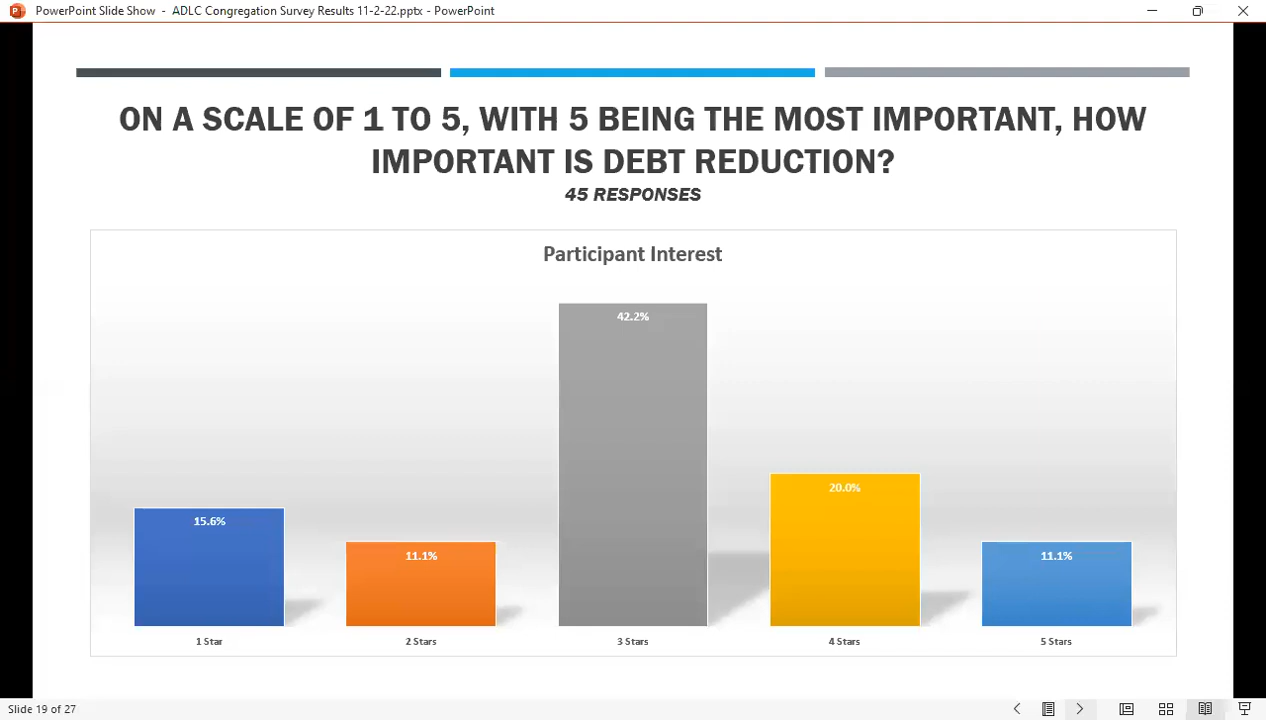 PowerPoint Slide Show - ADLC Congregation Survey Results 11-2-22.pptx - PowerPoint
ON A SCALE OF 1 TO 5, WITH 5 BEING THE MOST IMPORTANT, HOW
IMPORTANT IS DEBT REDUCTION?
45 RESPONSES
Participant Interest
42.2%
20.0%
15.6%
11.1%
11.1%
1 Star
2 Stars
3 Stars
4 Stars
5 Stars
Slide 19 of 27